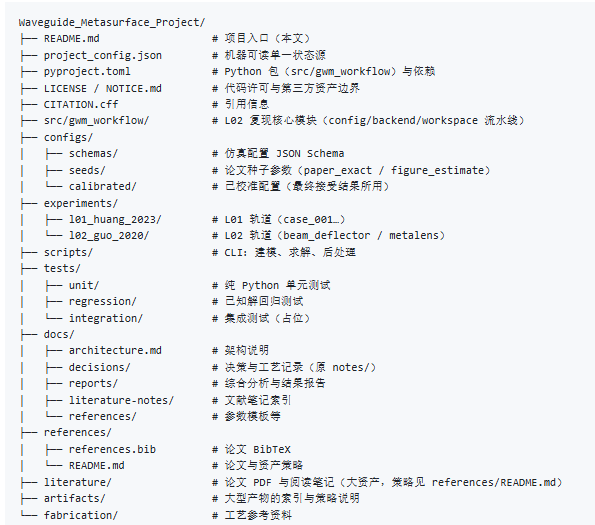 Waveguide_Metasurface_Project/
├── README.md                  # 项目入口（本文）
├── project_config.json        # 机器可读单一状态源
├── pyproject.toml             # Python 包（src/gwm_workflow）与依赖
├── LICENSE / NOTICE.md        # 代码许可与第三方资产边界
├── CITATION.cff               # 引用信息
├── src/gwm_workflow/          # L02 复现核心模块（config/backend/workspace 流水线）
├── configs/
│   ├── schemas/               # 仿真配置 JSON Schema
│   ├── seeds/                 # 论文种子参数（paper_exact / figure_estimate）
│   └── calibrated/            # 已校准配置（最终接受结果所用）
├── experiments/
│   ├── l01_huang_2023/        # L01 轨道（case_001…）
│   └── l02_guo_2020/          # L02 轨道（beam_deflector / metalens）
├── scripts/                   # CLI：建模、求解、后处理
├── tests/
│   ├── unit/                  # 纯 Python 单元测试
│   ├── regression/            # 已知解回归测试
│   └── integration/           # 集成测试（占位）
├── docs/
│   ├── architecture.md        # 架构说明
│   ├── decisions/             # 决策与工艺记录（原 notes/）
│   ├── reports/               # 综合分析与结果报告
│   ├── literature-notes/      # 文献笔记索引
│   └── references/            # 参数模板等
├── references/
│   ├── references.bib         # 论文 BibTeX
│   └── README.md              # 论文与资产策略
├── literature/                # 论文 PDF 与阅读笔记（大资产，策略见 references/README.md）
├── artifacts/                 # 大型产物的索引与策略说明
└── fabrication/               # 工艺参考资料